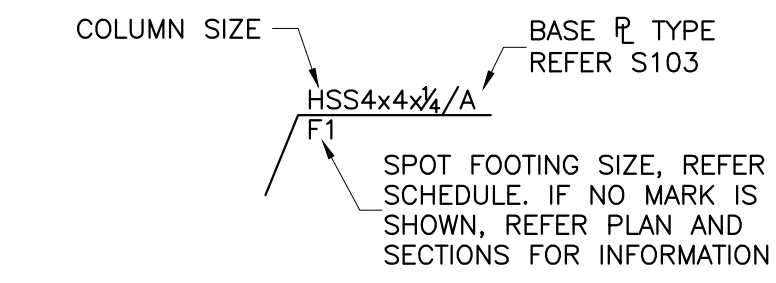 COLUMN SIZE
BASE ⅊ TYPE
REFER S103
HSS4x4x¼/A
F1
SPOT FOOTING SIZE, REFER
SCHEDULE. IF NO MARK IS
SHOWN, REFER PLAN AND
SECTIONS FOR INFORMATION